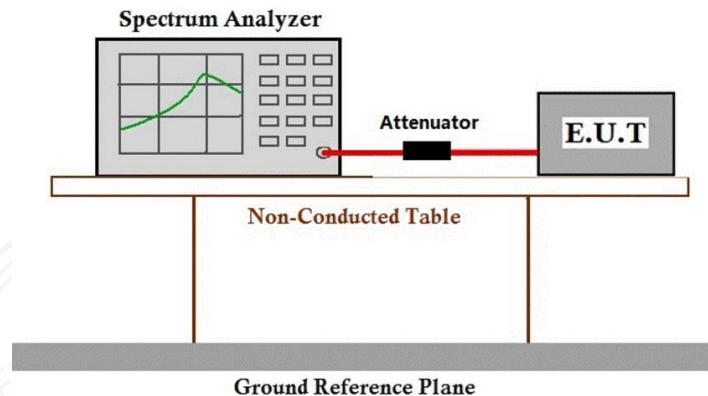 Spectrum Analyzer
Attenuator
E.U.T
Non-Conducted Table
Ground Reference Plane